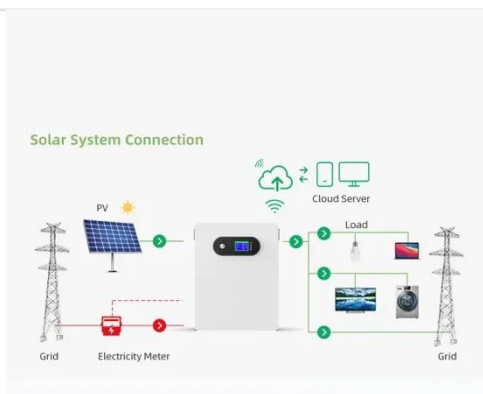 Solar System Connection
Cloud Server
PV
Load
Grid
Electricity Meter
Grid